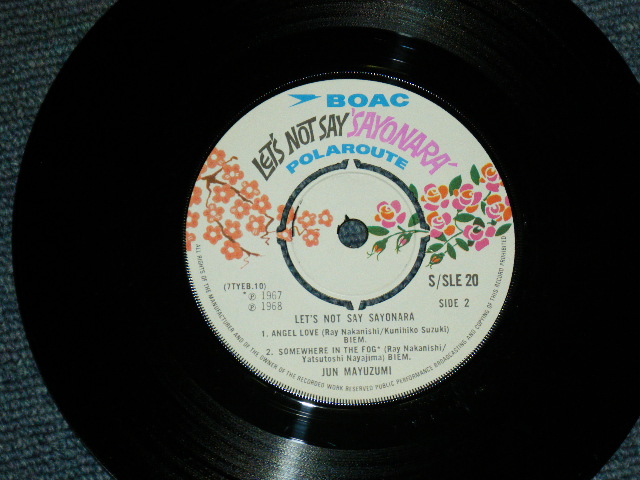 BOAC
LET'S NOT SAY 'SAYONARA'
POLAROUTE
(7TYEB.10)
S/SLE 20
* ℗ 1967
℗ 1968
SIDE 2
LET'S NOT SAY SAYONARA
1. ANGEL LOVE (Ray Nakanishi/Kunihiko Suzuki)
BIEM.
2. SOMEWHERE IN THE FOG* (Ray Nakanishi/
Yatsutoshi Nayajima) BIEM.
JUN MAYUZUMI
ALL RIGHTS OF THE MANUFACTURER AND OF THE OWNER OF THE RECORDED WORK RESERVED PUBLIC PERFORMANCE BROADCASTING AND COPYING OF THIS RECORD PROHIBITED